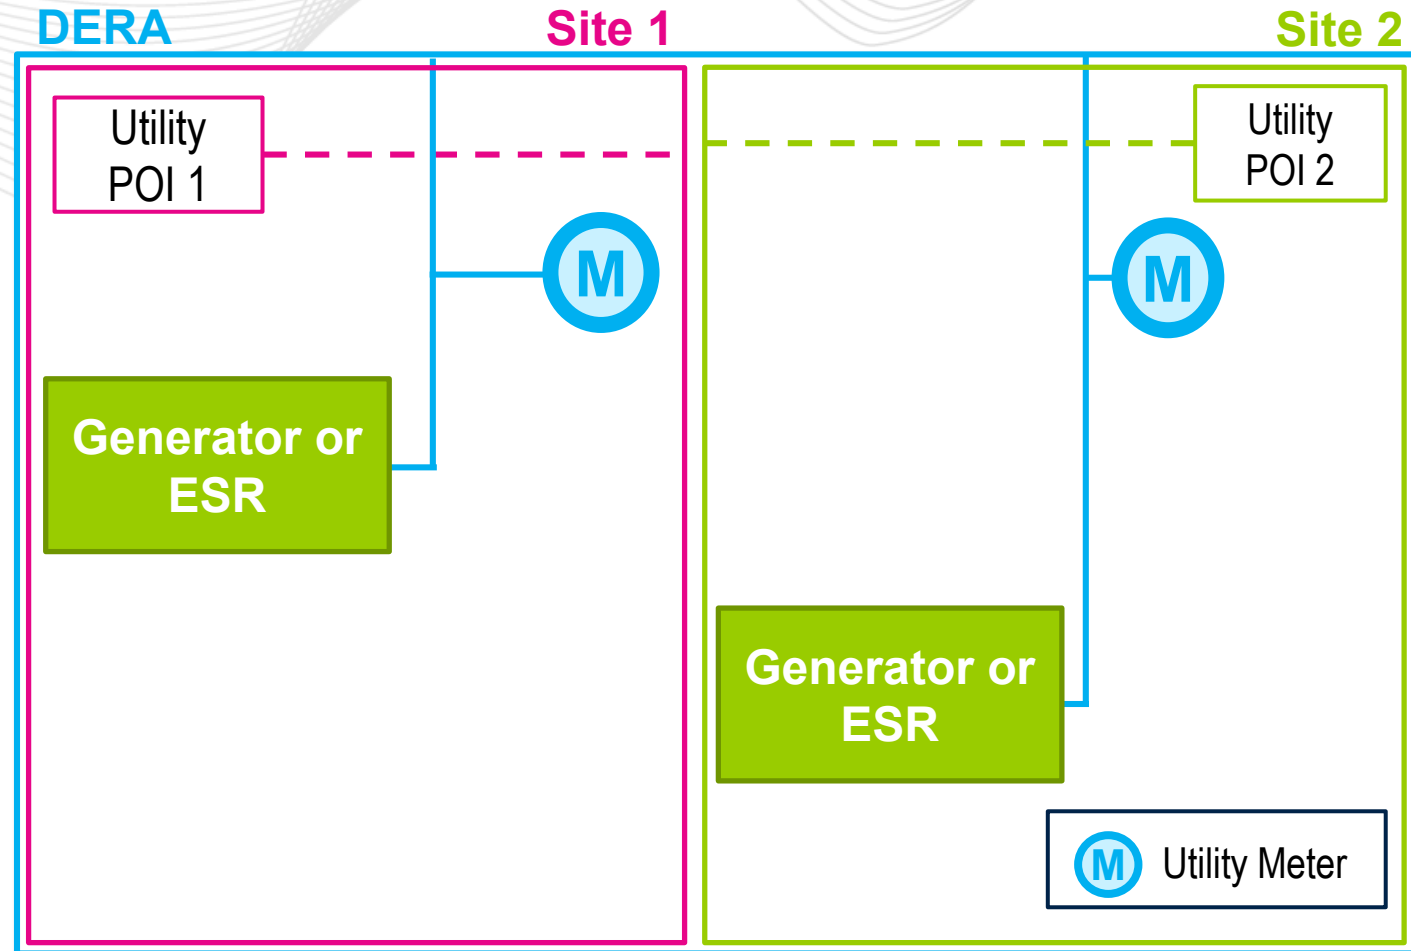 DERA
Site 1
Site 2
Utility
POI 1
Utility
POI 2
M
M
Generator or
ESR
Generator or
ESR
M Utility Meter